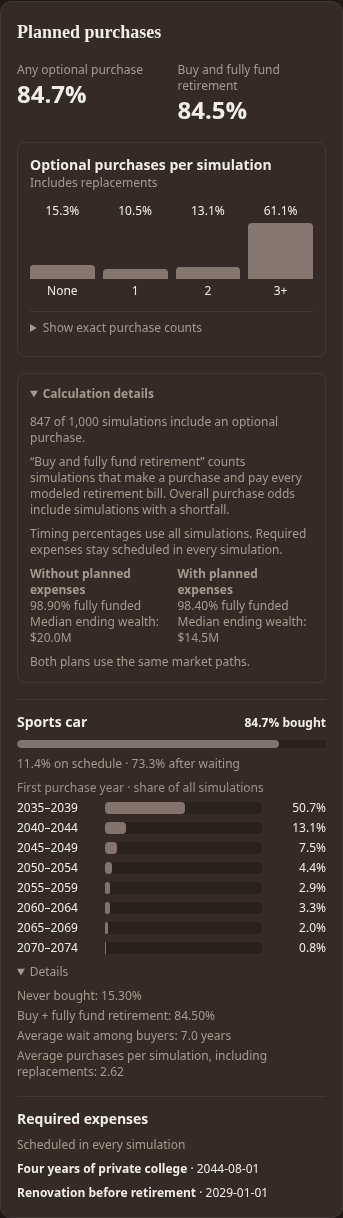 Planned purchases
Any optional purchase
84.7%
Buy and fully fund
retirement
84.5%
Optional purchases per simulation
Includes replacements
15.3% 10.5% 13.1% 61.1%
None 1 2 3+
▶ Show exact purchase counts
▼ Calculation details
847 of 1,000 simulations include an optional
purchase.
“Buy and fully fund retirement” counts
simulations that make a purchase and pay every
modeled retirement bill. Overall purchase odds
include simulations with a shortfall.
Timing percentages use all simulations. Required
expenses stay scheduled in every simulation.
Without planned
expenses
98.90% fully funded
Median ending wealth:
$20.0M
With planned
expenses
98.40% fully funded
Median ending wealth:
$14.5M
Both plans use the same market paths.
Sports car 84.7% bought
11.4% on schedule · 73.3% after waiting
First purchase year · share of all simulations
2035–2039 50.7%
2040–2044 13.1%
2045–2049 7.5%
2050–2054 4.4%
2055–2059 2.9%
2060–2064 3.3%
2065–2069 2.0%
2070–2074 0.8%
▼ Details
Never bought: 15.30%
Buy + fully fund retirement: 84.50%
Average wait among buyers: 7.0 years
Average purchases per simulation, including
replacements: 2.62
Required expenses
Scheduled in every simulation
Four years of private college · 2044-08-01
Renovation before retirement · 2029-01-01